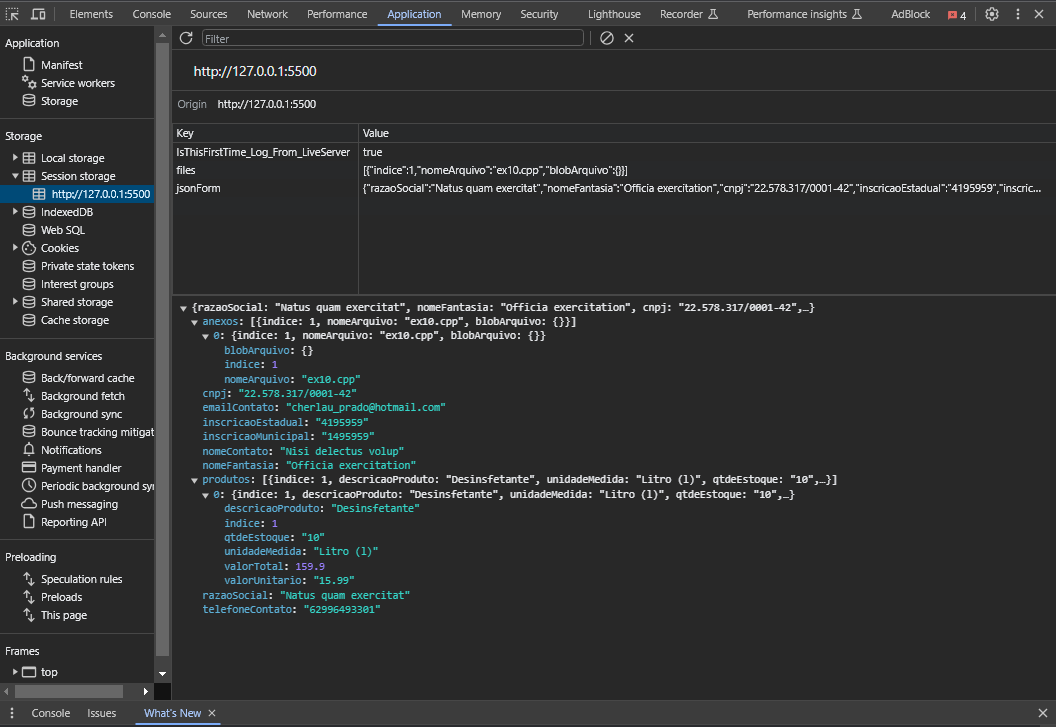 Elements Console Sources Network Performance Application Memory Security Lighthouse Recorder Performance insights AdBlock 4
Application
Manifest
Service workers
Storage
Storage
Local storage
Session storage
http://127.0.0.1:5500
IndexedDB
Web SQL
Cookies
Private state tokens
Interest groups
Shared storage
Cache storage
Background services
Back/forward cache
Background fetch
Background sync
Bounce tracking mitigat
Notifications
Payment handler
Periodic background syn
Push messaging
Reporting API
Preloading
Speculation rules
Preloads
This page
Frames
top
Filter
http://127.0.0.1:5500
Origin http://127.0.0.1:5500
Key Value
IsThisFirstTime_Log_From_LiveServer true
files [{"indice":1,"nomeArquivo":"ex10.cpp","blobArquivo":{}}]
jsonForm {"razaoSocial":"Natus quam exercitat","nomeFantasia":"Officia exercitation","cnpj":"22.578.317/0001-42","inscricaoEstadual":"4195959","inscric...
{razaoSocial: "Natus quam exercitat", nomeFantasia: "Officia exercitation", cnpj: "22.578.317/0001-42",…}
anexos: [{indice: 1, nomeArquivo: "ex10.cpp", blobArquivo: {}}]
0: {indice: 1, nomeArquivo: "ex10.cpp", blobArquivo: {}}
blobArquivo: {}
indice: 1
nomeArquivo: "ex10.cpp"
cnpj: "22.578.317/0001-42"
emailContato: "cherlau_prado@hotmail.com"
inscricaoEstadual: "4195959"
inscricaoMunicipal: "1495959"
nomeContato: "Nisi delectus volup"
nomeFantasia: "Officia exercitation"
produtos: [{indice: 1, descricaoProduto: "Desinsfetante", unidadeMedida: "Litro (l)", qtdeEstoque: "10",…}]
0: {indice: 1, descricaoProduto: "Desinsfetante", unidadeMedida: "Litro (l)", qtdeEstoque: "10",…}
descricaoProduto: "Desinsfetante"
indice: 1
qtdeEstoque: "10"
unidadeMedida: "Litro (l)"
valorTotal: 159.9
valorUnitario: "15.99"
razaoSocial: "Natus quam exercitat"
telefoneContato: "62996493301"
Console Issues What's New